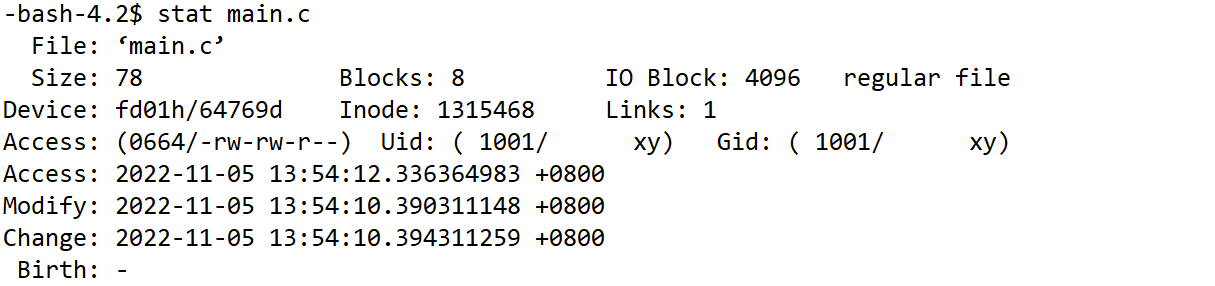 -bash-4.2$ stat main.c
  File: ‘main.c’
  Size: 78              Blocks: 8          IO Block: 4096   regular file
Device: fd01h/64769d    Inode: 1315468     Links: 1
Access: (0664/-rw-rw-r--)  Uid: ( 1001/      xy)   Gid: ( 1001/      xy)
Access: 2022-11-05 13:54:12.336364983 +0800
Modify: 2022-11-05 13:54:10.390311148 +0800
Change: 2022-11-05 13:54:10.394311259 +0800
 Birth: -